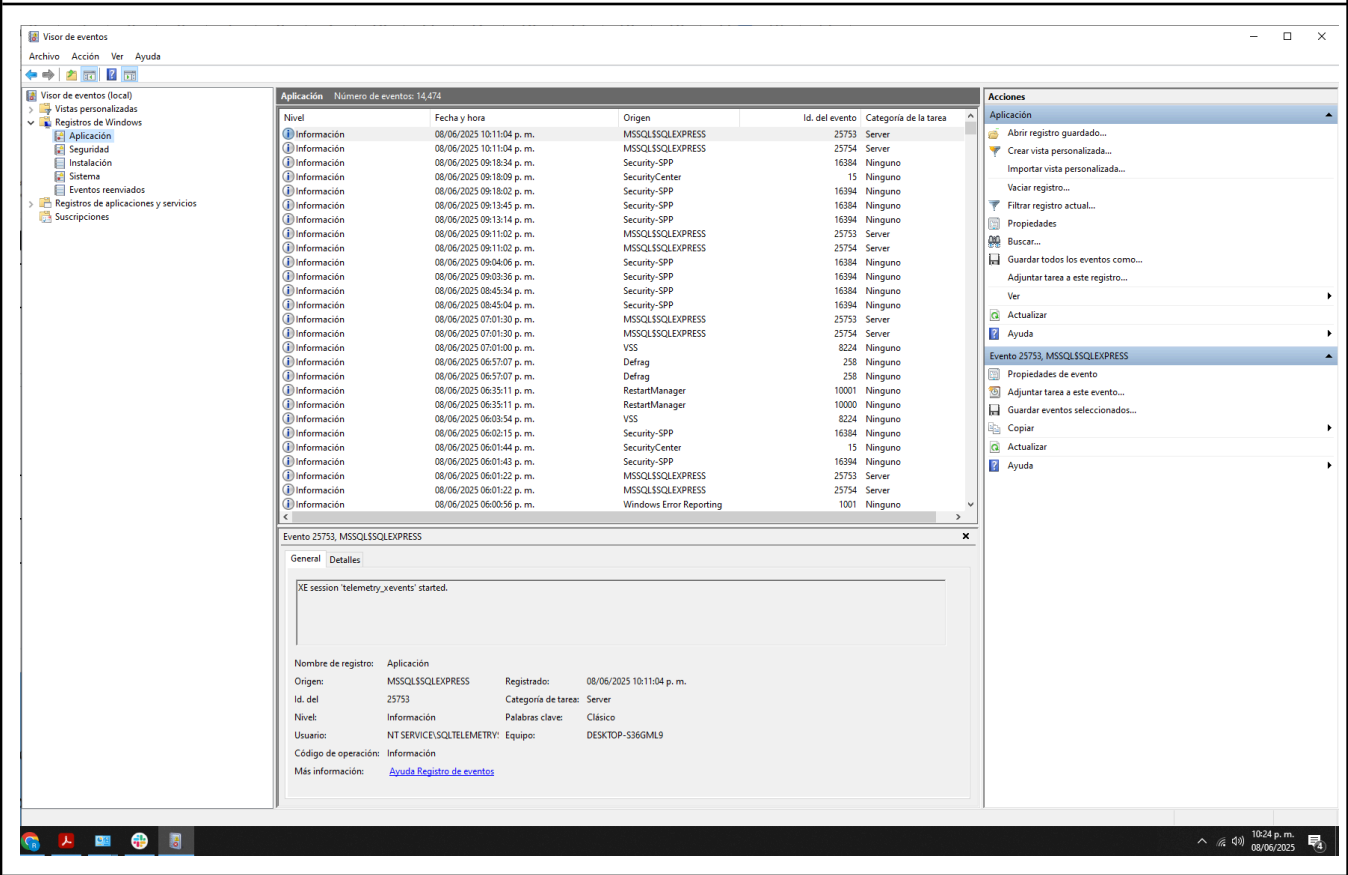 Visor de eventos
Archivo Acción Ver Ayuda
Visor de eventos (local)
Vistas personalizadas
Registros de Windows
Aplicación
Seguridad
Instalación
Sistema
Eventos reenviados
Registros de aplicaciones y servicios
Suscripciones
Aplicación Número de eventos: 14,474
Nivel Fecha y hora Origen Id. del evento Categoría de la tarea
Información 08/06/2025 10:11:04 p. m. MSSQL$SQLEXPRESS 25753 Server
Información 08/06/2025 10:11:04 p. m. MSSQL$SQLEXPRESS 25754 Server
Información 08/06/2025 09:18:34 p. m. Security-SPP 16384 Ninguno
Información 08/06/2025 09:18:09 p. m. SecurityCenter 15 Ninguno
Información 08/06/2025 09:18:02 p. m. Security-SPP 16394 Ninguno
Información 08/06/2025 09:13:45 p. m. Security-SPP 16384 Ninguno
Información 08/06/2025 09:13:14 p. m. Security-SPP 16394 Ninguno
Información 08/06/2025 09:11:02 p. m. MSSQL$SQLEXPRESS 25753 Server
Información 08/06/2025 09:11:02 p. m. MSSQL$SQLEXPRESS 25754 Server
Información 08/06/2025 09:04:06 p. m. Security-SPP 16384 Ninguno
Información 08/06/2025 09:03:36 p. m. Security-SPP 16394 Ninguno
Información 08/06/2025 08:45:34 p. m. Security-SPP 16384 Ninguno
Información 08/06/2025 08:45:04 p. m. Security-SPP 16394 Ninguno
Información 08/06/2025 07:01:30 p. m. MSSQL$SQLEXPRESS 25753 Server
Información 08/06/2025 07:01:30 p. m. MSSQL$SQLEXPRESS 25754 Server
Información 08/06/2025 07:01:00 p. m. VSS 8224 Ninguno
Información 08/06/2025 06:57:07 p. m. Defrag 258 Ninguno
Información 08/06/2025 06:57:07 p. m. Defrag 258 Ninguno
Información 08/06/2025 06:35:11 p. m. RestartManager 10001 Ninguno
Información 08/06/2025 06:35:11 p. m. RestartManager 10000 Ninguno
Información 08/06/2025 06:03:54 p. m. VSS 8224 Ninguno
Información 08/06/2025 06:02:15 p. m. Security-SPP 16384 Ninguno
Información 08/06/2025 06:01:44 p. m. SecurityCenter 15 Ninguno
Información 08/06/2025 06:01:43 p. m. Security-SPP 16394 Ninguno
Información 08/06/2025 06:01:22 p. m. MSSQL$SQLEXPRESS 25753 Server
Información 08/06/2025 06:01:22 p. m. MSSQL$SQLEXPRESS 25754 Server
Información 08/06/2025 06:00:56 p. m. Windows Error Reporting 1001 Ninguno
Evento 25753, MSSQL$SQLEXPRESS
General Detalles
XE session 'telemetry_xevents' started.
Nombre de registro: Aplicación
Origen: MSSQL$SQLEXPRESS Registrado: 08/06/2025 10:11:04 p. m.
Id. del 25753 Categoría de tarea: Server
Nivel: Información Palabras clave: Clásico
Usuario: NT SERVICE\SQLTELEMETRY: Equipo: DESKTOP-S36GML9
Código de operación: Información
Más información: Ayuda Registro de eventos
Acciones
Aplicación
Abrir registro guardado...
Crear vista personalizada...
Importar vista personalizada...
Vaciar registro...
Filtrar registro actual...
Propiedades
Buscar...
Guardar todos los eventos como...
Adjuntar tarea a este registro...
Ver
Actualizar
Ayuda
Evento 25753, MSSQL$SQLEXPRESS
Propiedades de evento
Adjuntar tarea a este evento...
Guardar eventos seleccionados...
Copiar
Actualizar
Ayuda
10:24 p. m.
08/06/2025
4